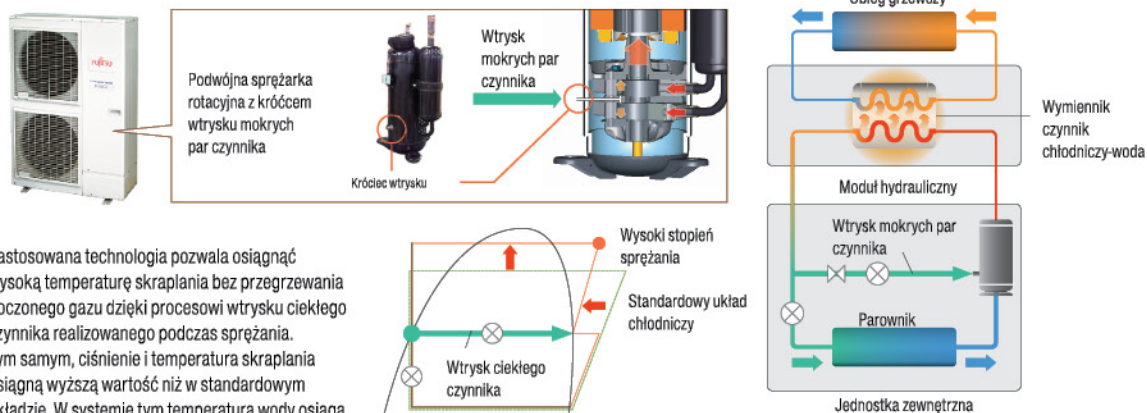 Obieg grzewczy
FUJITSU
Podwójna sprężarka
rotacyjna z króćcem
wtrysku mokrych
par czynnika
Króciec wtrysku
Wtrysk
mokrych par
czynnika
Wymiennik
czynnik
chłodniczy-woda
Moduł hydrauliczny
Wtrysk mokrych par
czynnika
Parownik
Jednostka zewnętrzna
astosowana technologia pozwala osiągnąć
ysoką temperaturę skraplania bez przegrzewania
oczonego gazu dzięki procesowi wtrysku ciekłego
zynnika realizowanego podczas sprężania.
ym samym, ciśnienie i temperatura skraplania
siągną wyższą wartość niż w standardowym
kładzie. W systemie tym temperatura wody osiąga
Wysoki stopień
sprężania
Standardowy układ
chłodniczy
Wtrysk ciekłego
czynnika